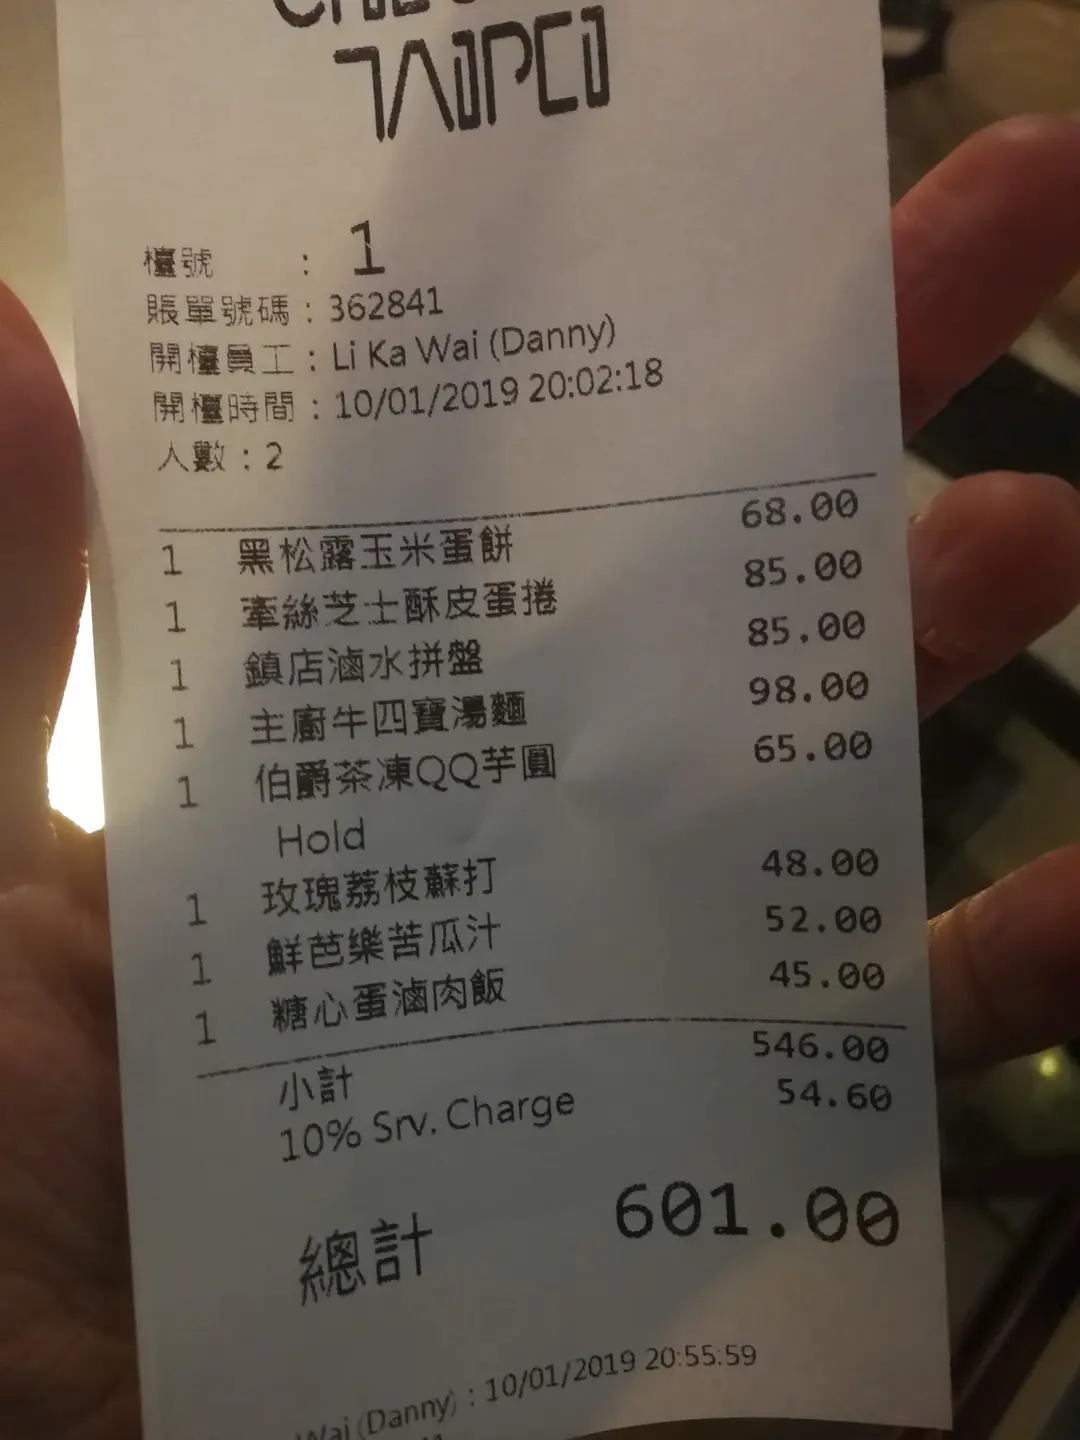 TAIPEI
檯號 : 1
賬單號碼 : 362841
開檯員工 : Li Ka Wai (Danny)
開檯時間 : 10/01/2019 20:02:18
人數 : 2
1 黑松露玉米蛋餅 68.00
1 牽絲芝士酥皮蛋捲 85.00
1 鎮店滷水拼盤 85.00
1 主廚牛四寶湯麵 98.00
1 伯爵茶凍QQ芋圓 65.00
Hold
1 玫瑰荔枝蘇打 48.00
1 鮮芭樂苦瓜汁 52.00
1 糖心蛋滷肉飯 45.00
小計 546.00
10% Srv. Charge 54.60
總計 601.00
Wai (Danny) : 10/01/2019 20:55:59